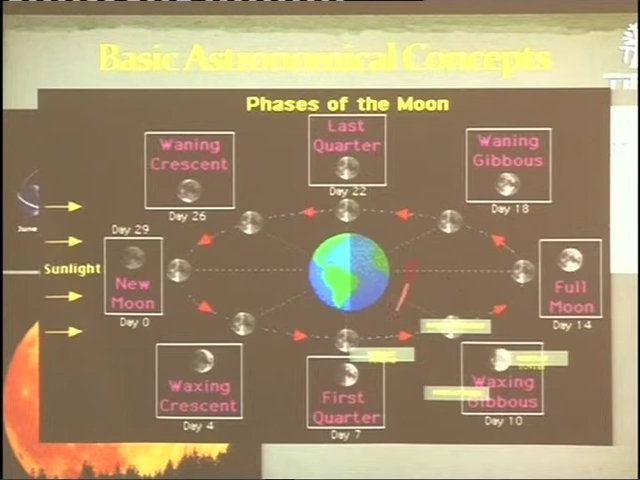 Basic Astronomical Concepts
Phases of the Moon
Waning
Crescent
Day 26
Last
Quarter
Day 22
Waning
Gibbous
Day 18
June
Sunlight
Day 29
New
Moon
Day 0
Full
Moon
Day 14
Waxing
Crescent
Day 4
First
Quarter
Day 7
Waxing
Gibbous
Day 10